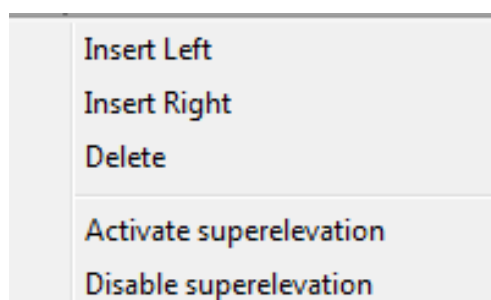 Insert Left
Insert Right
Delete
Activate superelevation
Disable superelevation